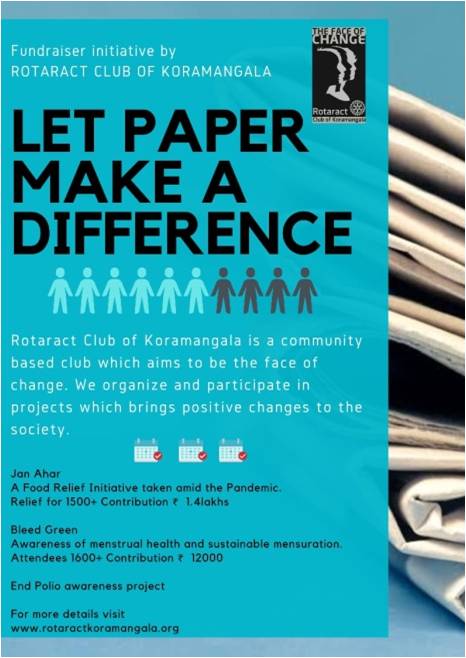 Fundraiser initiative by
ROTARACT CLUB OF KORAMANGALA
THE FACE OF
CHANGE
Rotaract
Club of Koramangala
LET PAPER
MAKE A
DIFFERENCE
Rotaract Club of Koramangala is a community
based club which aims to be the face of
change. We organize and participate in
projects which brings positive changes to the
society.
Jan Ahar
A Food Relief Initiative taken amid the Pandemic.
Relief for 1500+ Contribution ₹ 1.4lakhs
Bleed Green
Awareness of menstrual health and sustainable mensuration.
Attendees 1600+ Contribution ₹ 12000
End Polio awareness project
For more details visit
www.rotaractkoramangala.org